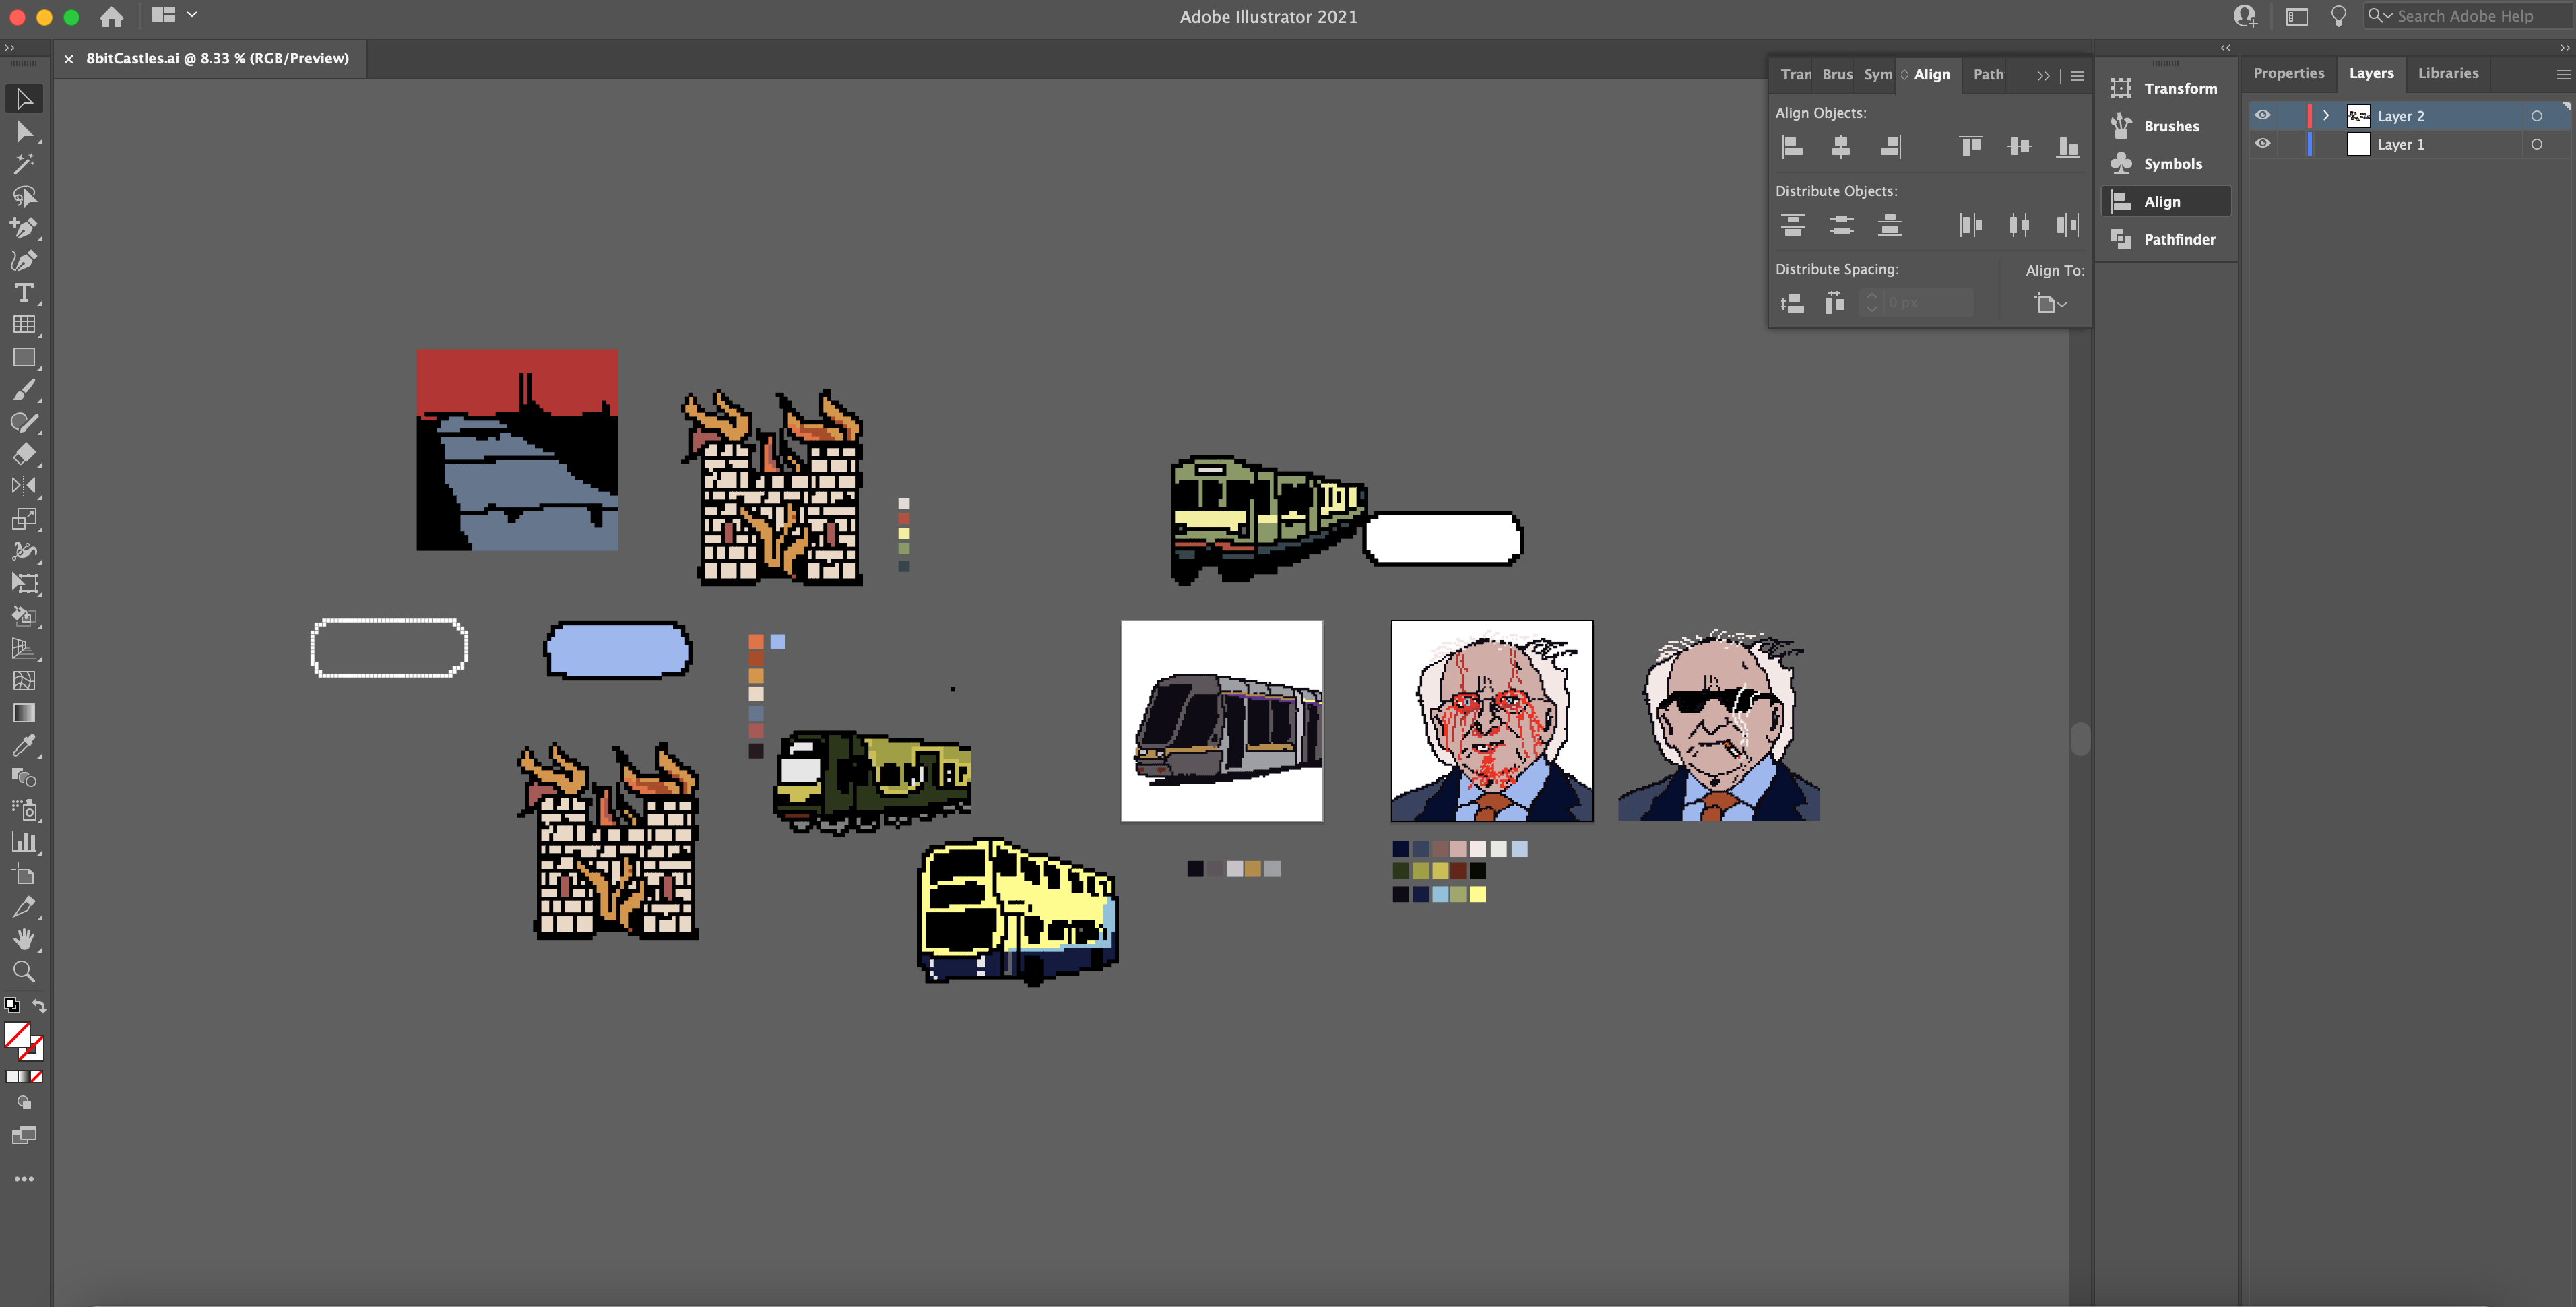 Adobe Illustrator 2021
Search Adobe Help
8bitCastles.ai @ 8.33 % (RGB/Preview)
Tran Brus Sym Align Path
Align Objects:
Distribute Objects:
Distribute Spacing:
Align To:
0 px
Transform
Brushes
Symbols
Align
Pathfinder
Properties Layers Libraries
Layer 2
Layer 1